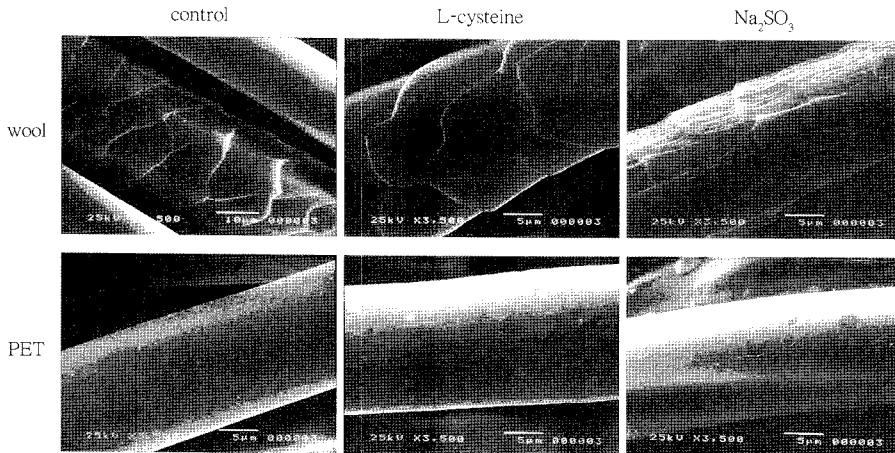 control L-cysteine Na₂SO₃
wool
25kV 500 10μm 000003
25kV X3,500 5μm 000003
25kV X3,500 5μm 000003
PET
25kV 5μm 000003
25kV X3,500 5μm 000003
25kV X3,500 5μm 000003